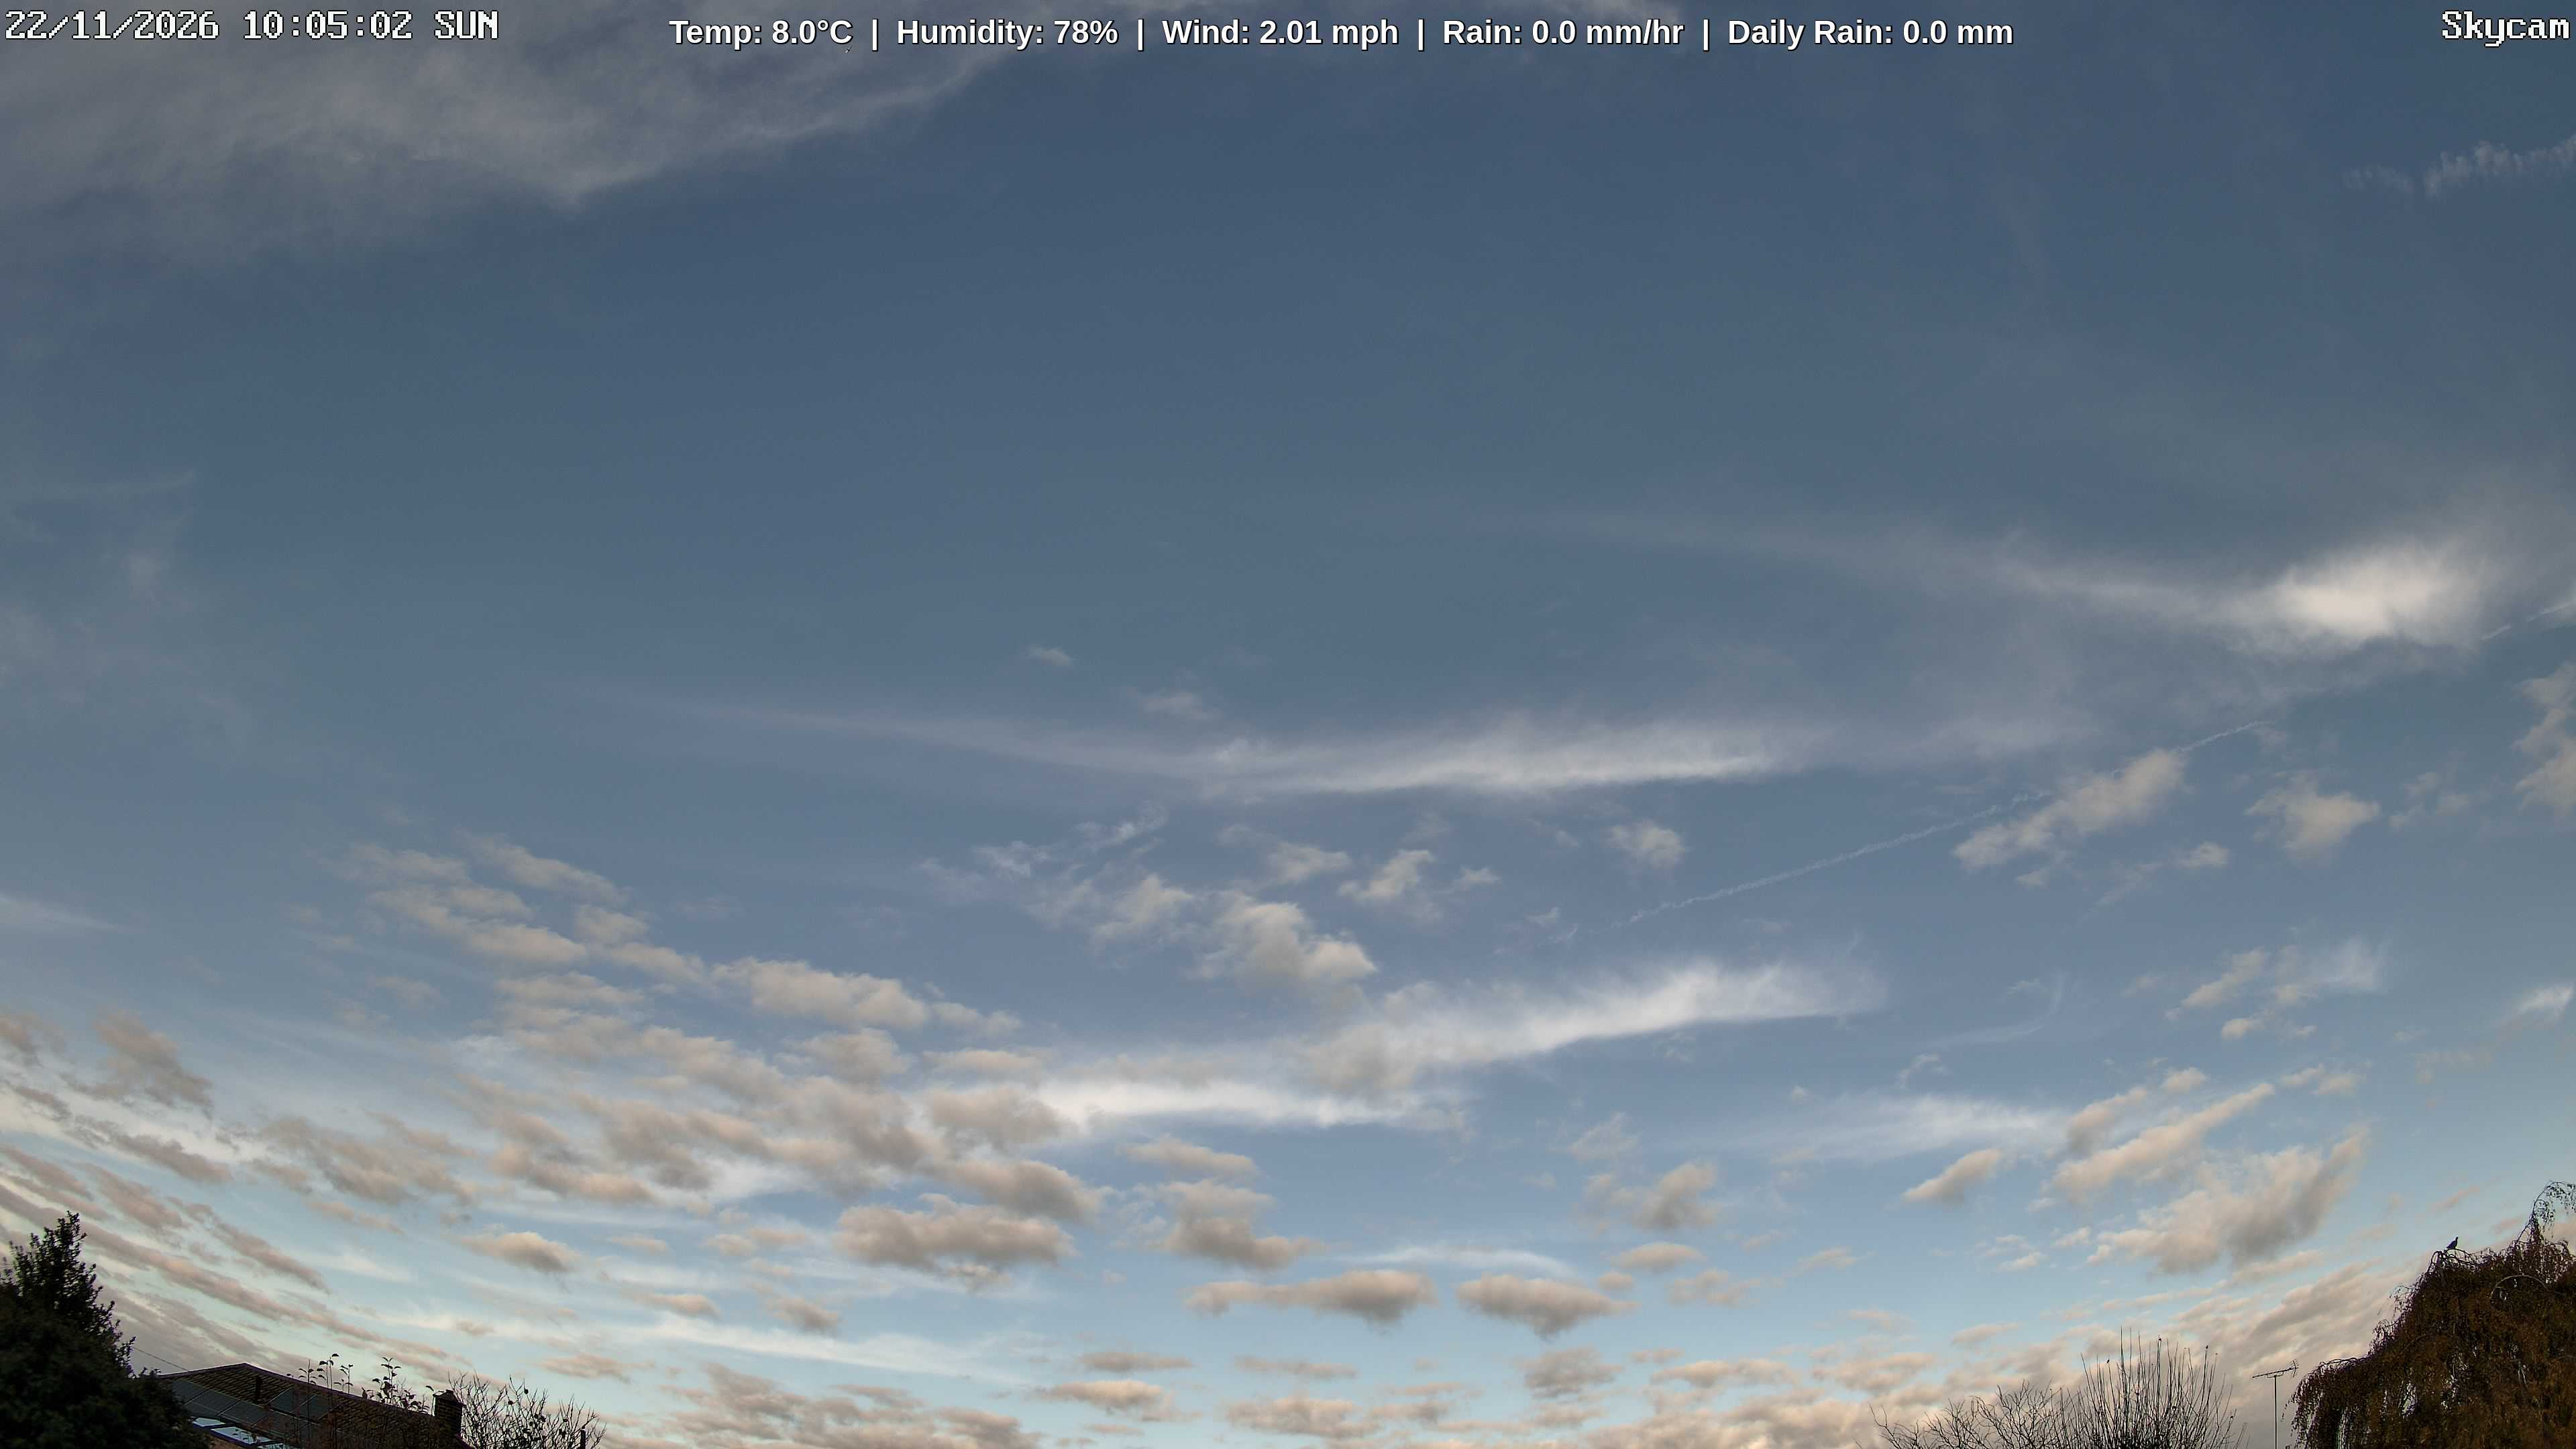 22/11/2026 10:05:02 SUN
Temp: 8.0°C | Humidity: 78% | Wind: 2.01 mph | Rain: 0.0 mm/hr | Daily Rain: 0.0 mm
Skycam